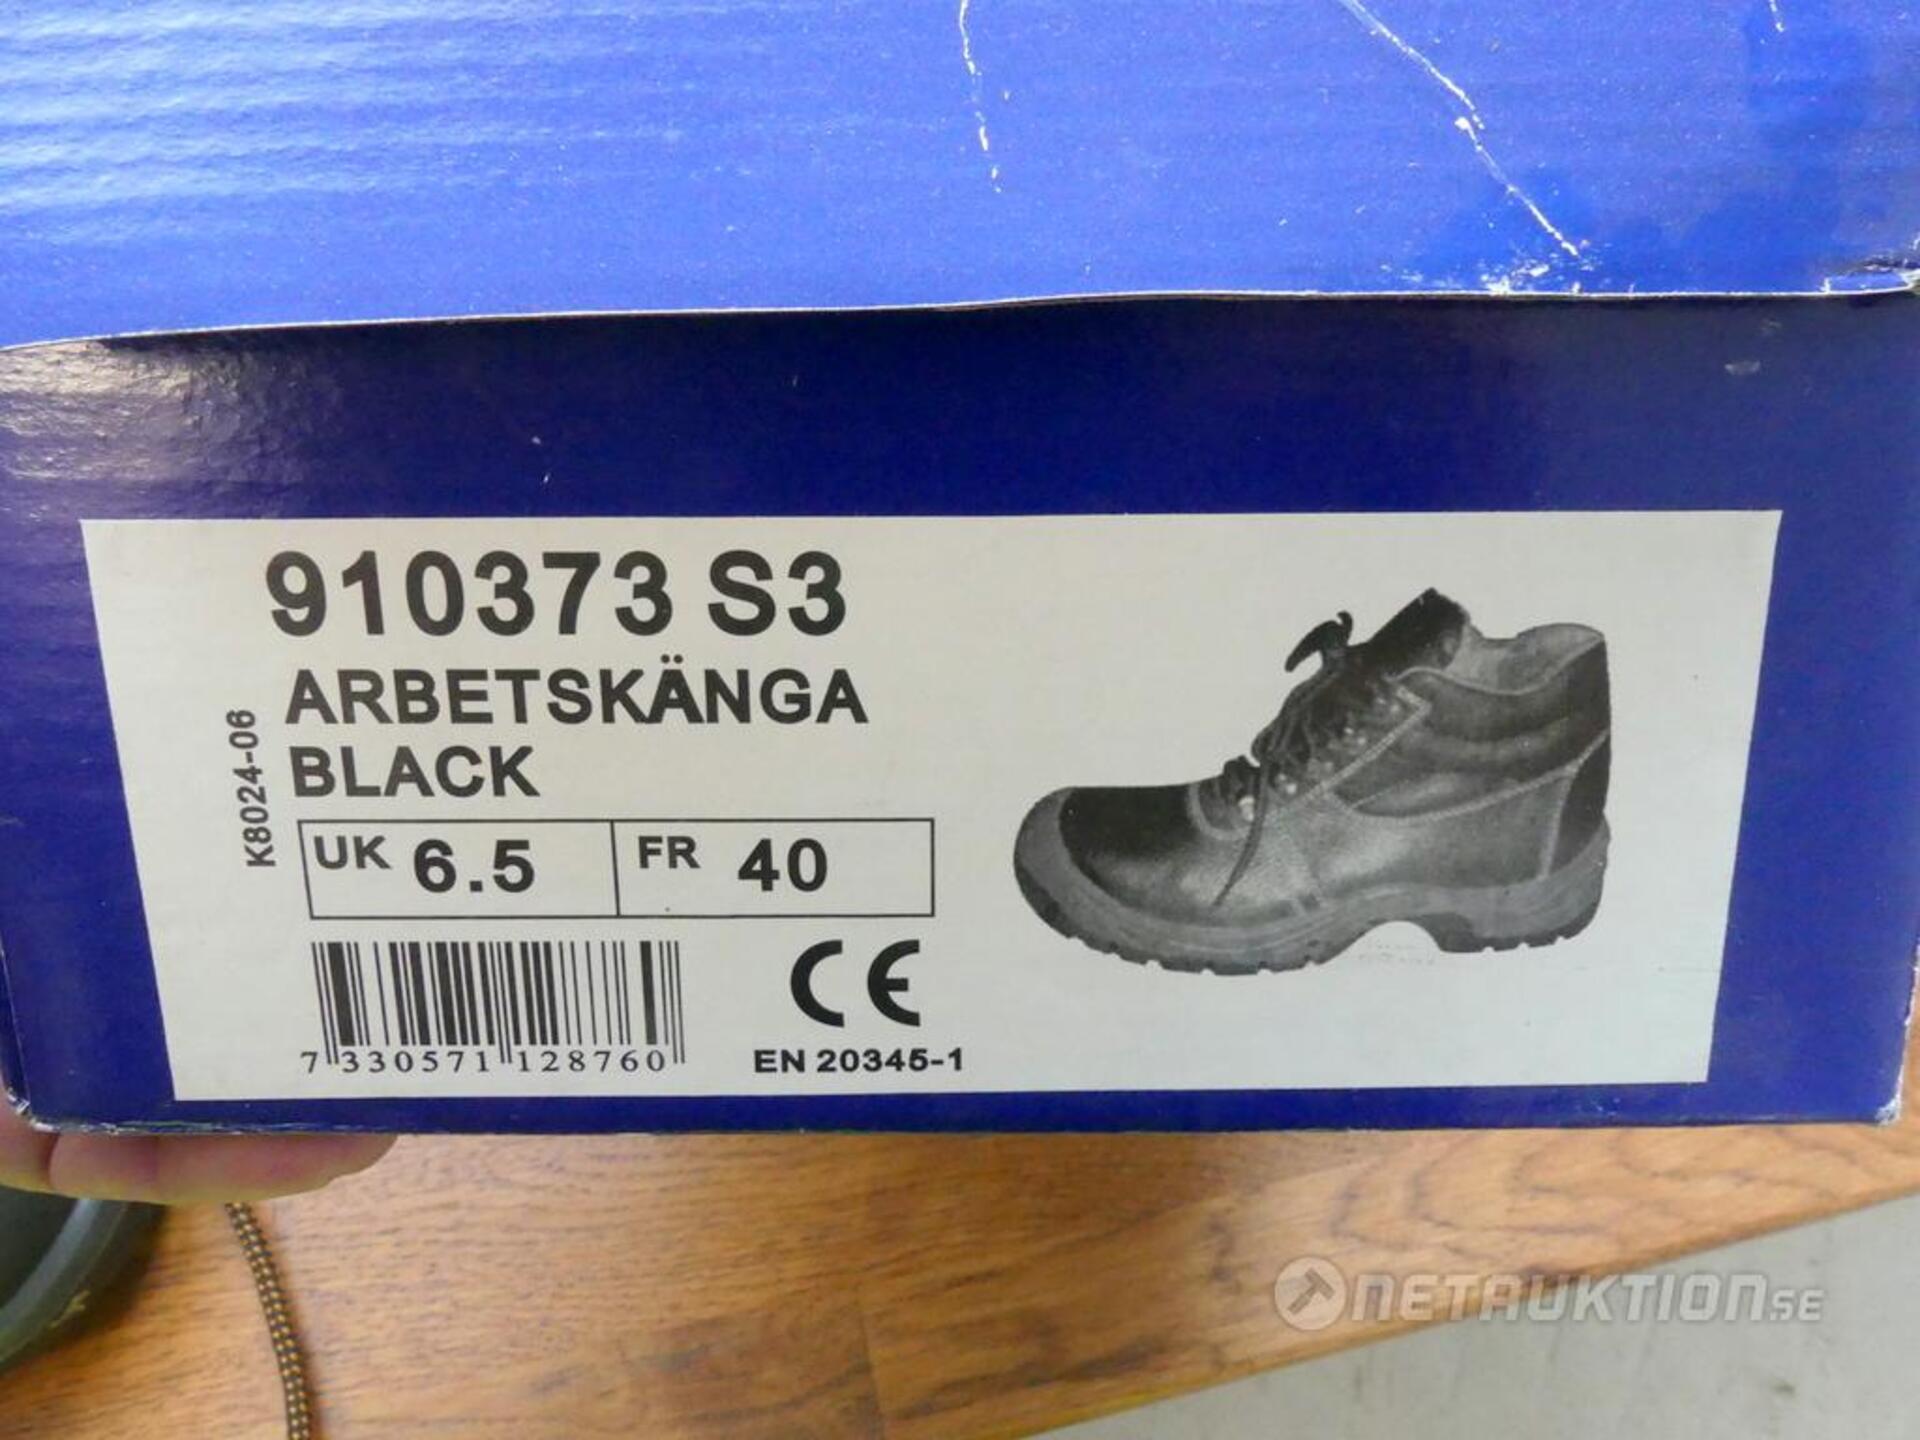 910373 S3
ARBETSKÄNGA
BLACK
K8024-06
UK 6.5 FR 40
7 330571 128760
CE
EN 20345-1
NETAUKTION.SE